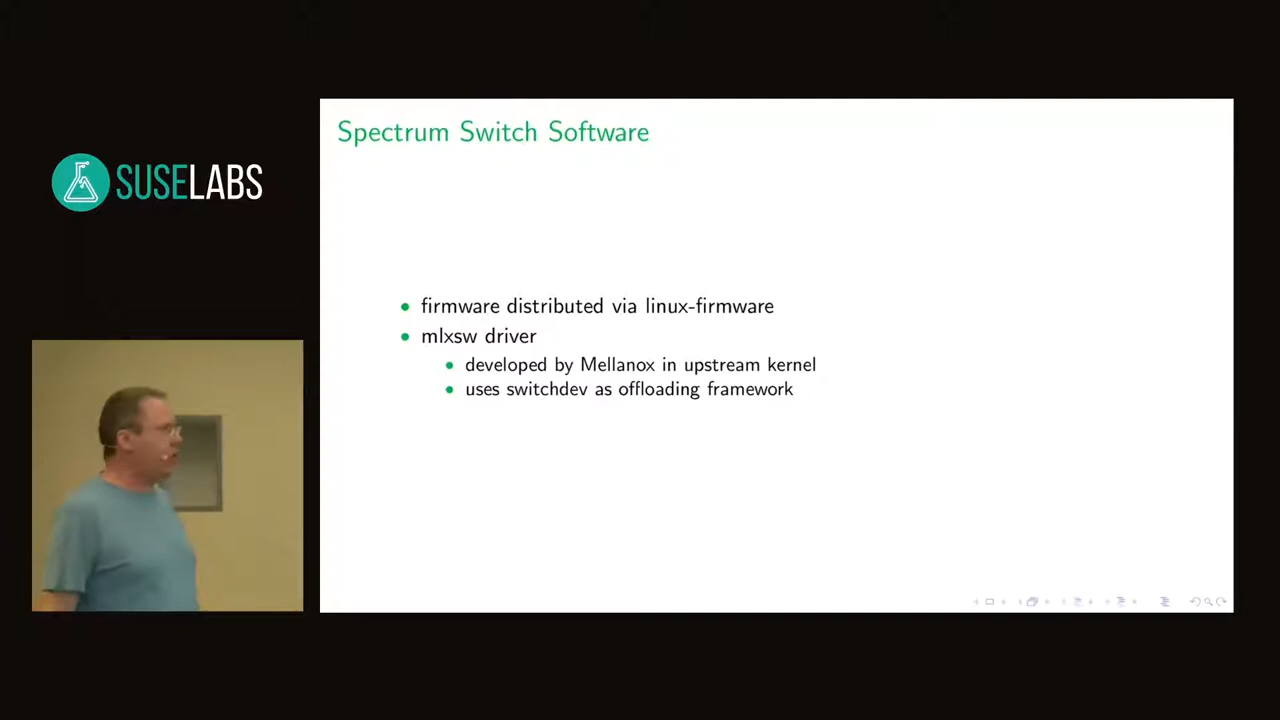 SUSELABS
Spectrum Switch Software
firmware distributed via linux-firmware
mlxsw driver
developed by Mellanox in upstream kernel
uses switchdev as offloading framework